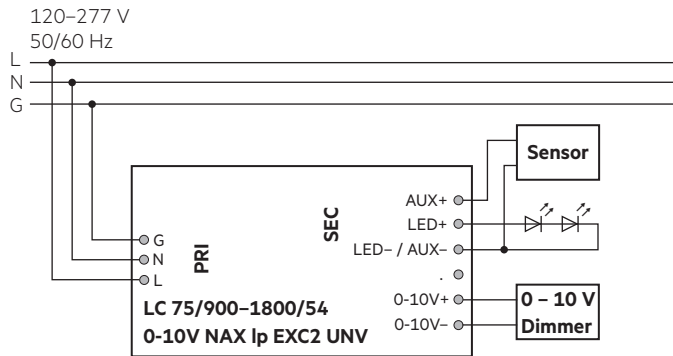 120–277 V
50/60 Hz
L
N
G
Sensor
AUX+
LED+
LED– / AUX–
.
0-10V+
0-10V–
SEC
PRI
G
N
L
0 – 10 V
Dimmer
LC 75/900–1800/54
0-10V NAX lp EXC2 UNV